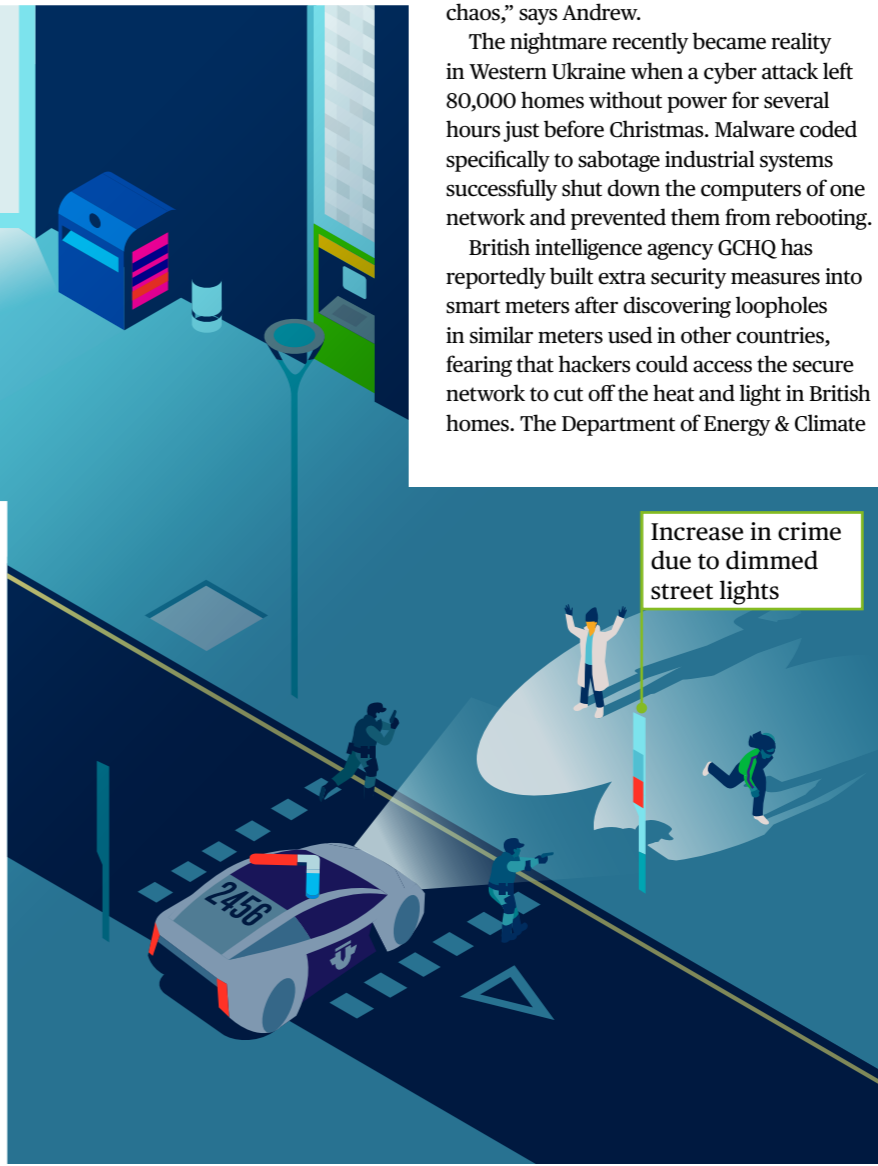 chaos,” says Andrew.
The nightmare recently became reality
in Western Ukraine when a cyber attack left
80,000 homes without power for several
hours just before Christmas. Malware coded
specifically to sabotage industrial systems
successfully shut down the computers of one
network and prevented them from rebooting.
British intelligence agency GCHQ has
reportedly built extra security measures into
smart meters after discovering loopholes
in similar meters used in other countries,
fearing that hackers could access the secure
network to cut off the heat and light in British
homes. The Department of Energy & Climate
Increase in crime
due to dimmed
street lights
2456